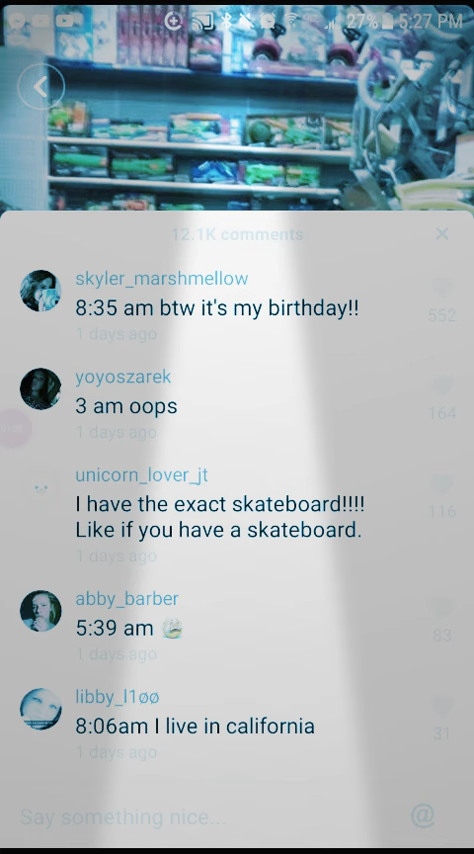 27% 5:27 PM
12.1K comments
skyler_marshmellow
8:35 am btw it's my birthday!!
552
1 days ago
yoyoszarek
3 am oops
164
1 days ago
unicorn_lover_jt
I have the exact skateboard!!!!
116
Like if you have a skateboard.
1 days ago
abby_barber
5:39 am
83
1 days ago
libby_l1øø
8:06am I live in california
31
1 days ago
Say something nice... @